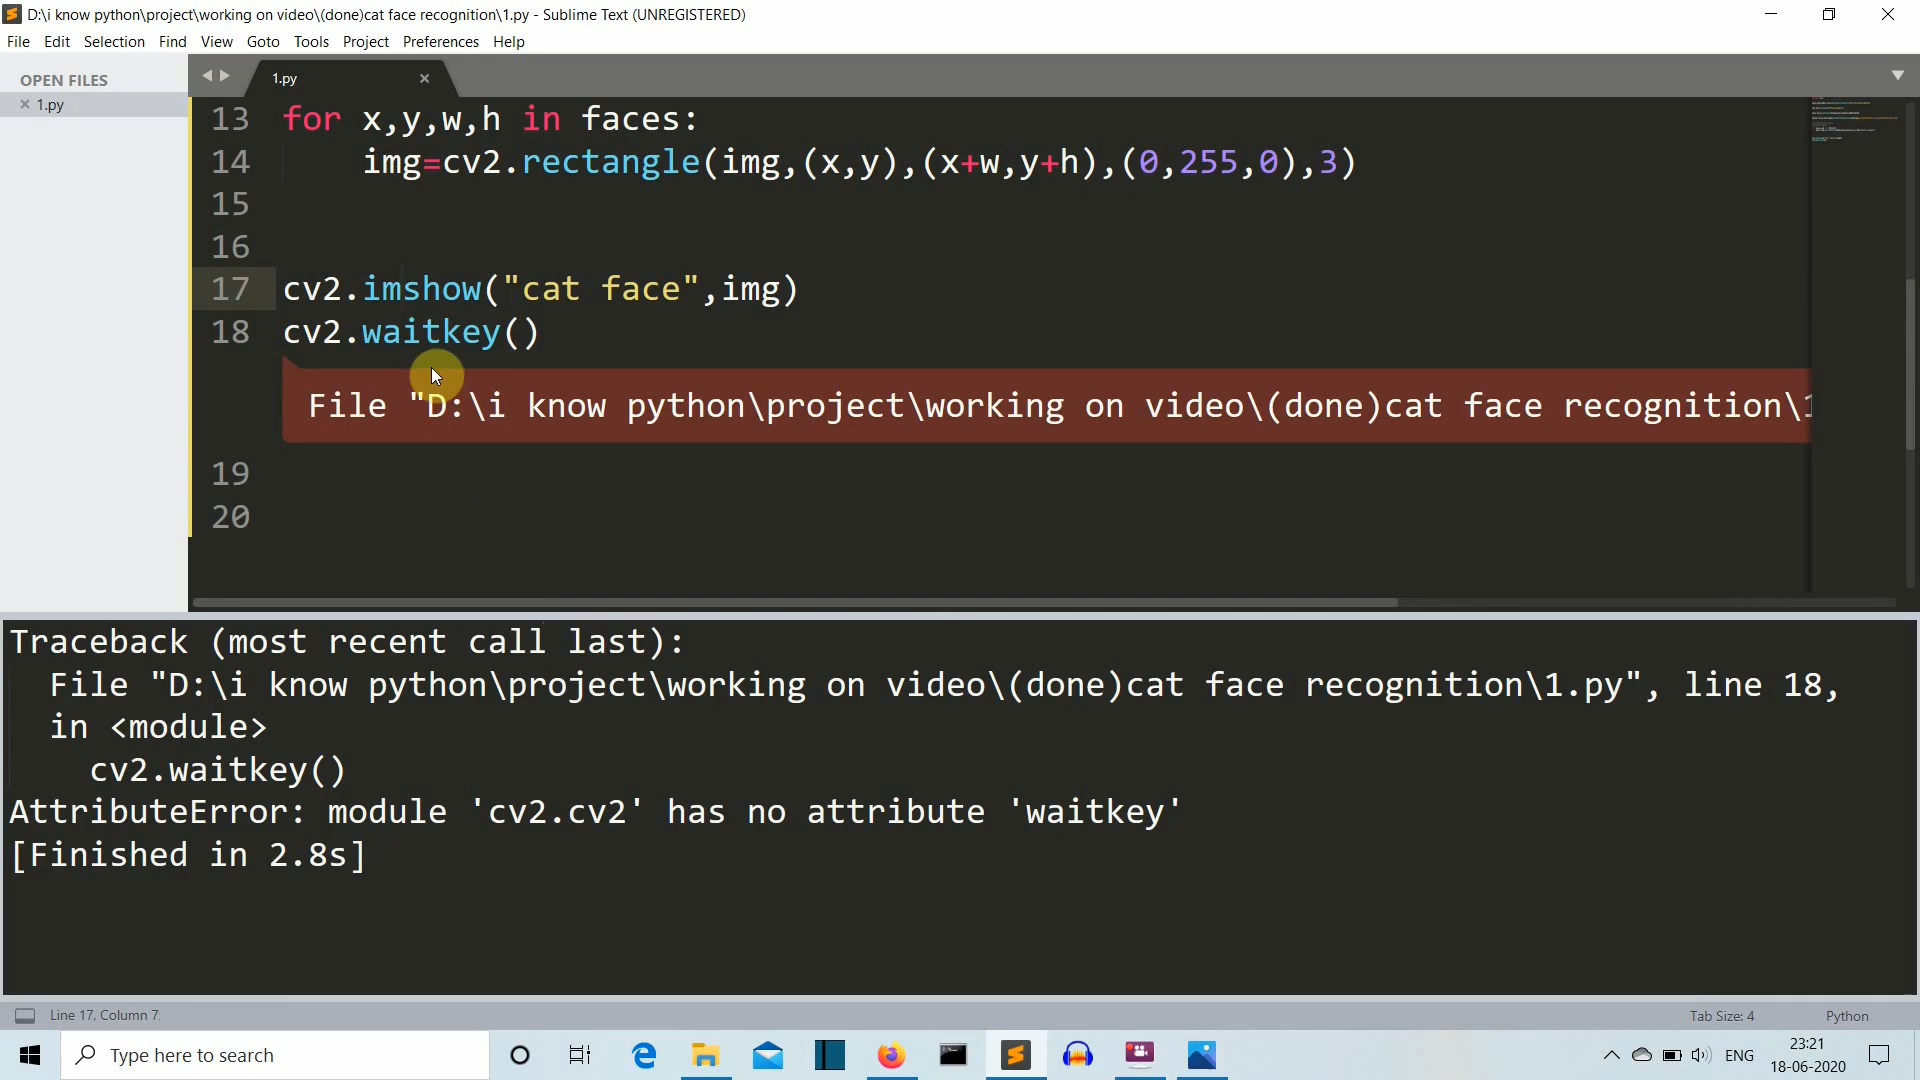 D:\i know python\project\working on video\(done)cat face recognition\1.py - Sublime Text (UNREGISTERED)
File Edit Selection Find View Goto Tools Project Preferences Help
OPEN FILES
1.py
1.py
13 for x,y,w,h in faces:
14 img=cv2.rectangle(img,(x,y),(x+w,y+h),(0,255,0),3)
15
16
17 cv2.imshow("cat face",img)
18 cv2.waitkey()
File "D:\i know python\project\working on video\(done)cat face recognition\1
19
20
Traceback (most recent call last):
File "D:\i know python\project\working on video\(done)cat face recognition\1.py", line 18,
in <module>
cv2.waitkey()
AttributeError: module 'cv2.cv2' has no attribute 'waitkey'
[Finished in 2.8s]
Line 17, Column 7
Tab Size: 4
Python
Type here to search
ENG
23:21
18-06-2020